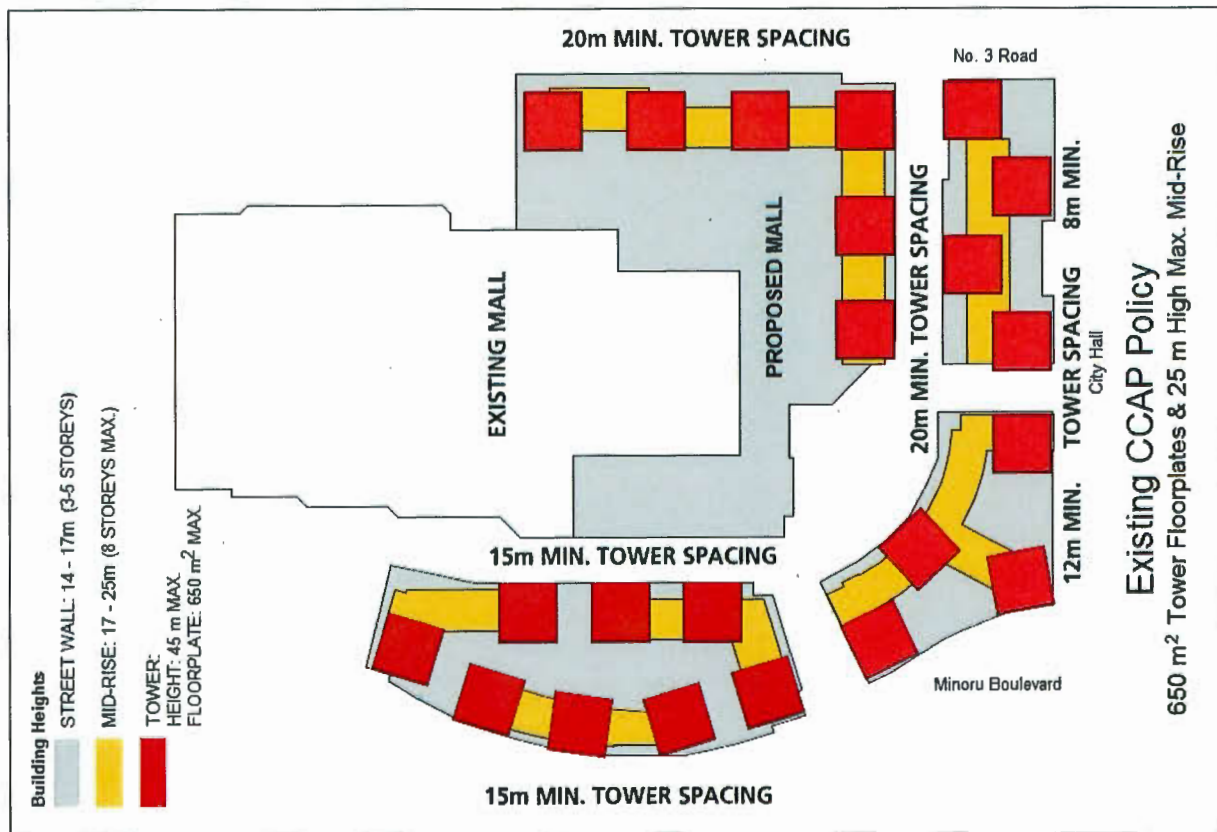 Building Heights
STREET WALL: 14 - 17m (3-5 STOREYS)
MID-RISE: 17 - 25m (8 STOREYS MAX.)
TOWER:
HEIGHT: 45 m MAX.
FLOORPLATE: 650 m² MAX.
20m MIN. TOWER SPACING
No. 3 Road
EXISTING MALL
PROPOSED MALL
20m MIN. TOWER SPACING
8m MIN.
TOWER SPACING
12m MIN.
City Hall
15m MIN. TOWER SPACING
Minoru Boulevard
15m MIN. TOWER SPACING
Existing CCAP Policy
650 m² Tower Floorplates & 25 m High Max. Mid-Rise